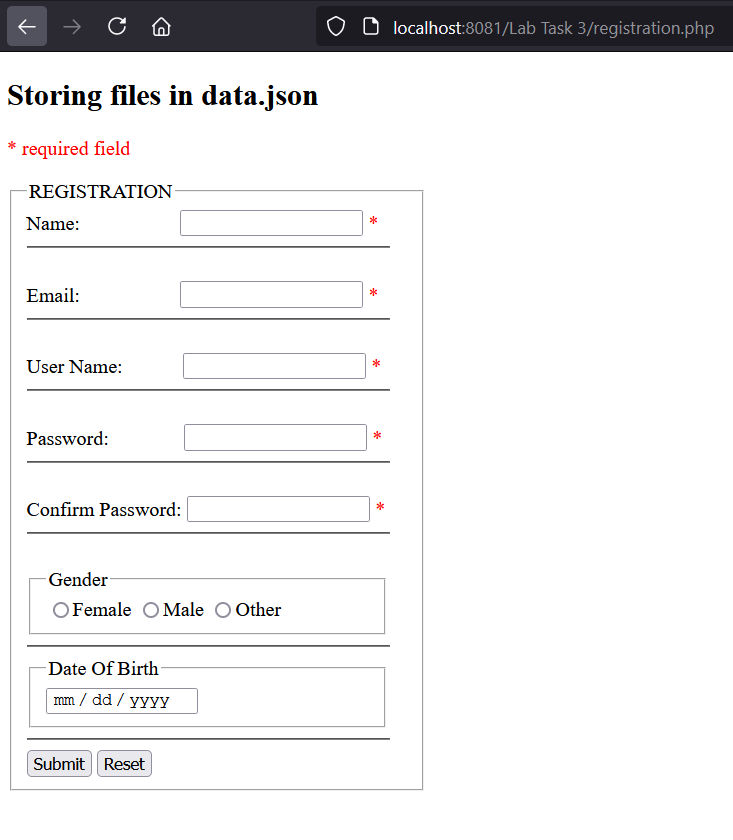 localhost:8081/Lab Task 3/registration.php
Storing files in data.json
* required field
REGISTRATION
Name: *
Email: *
User Name: *
Password: *
Confirm Password: *
Gender
Female Male Other
Date Of Birth
mm / dd / yyyy
Submit Reset